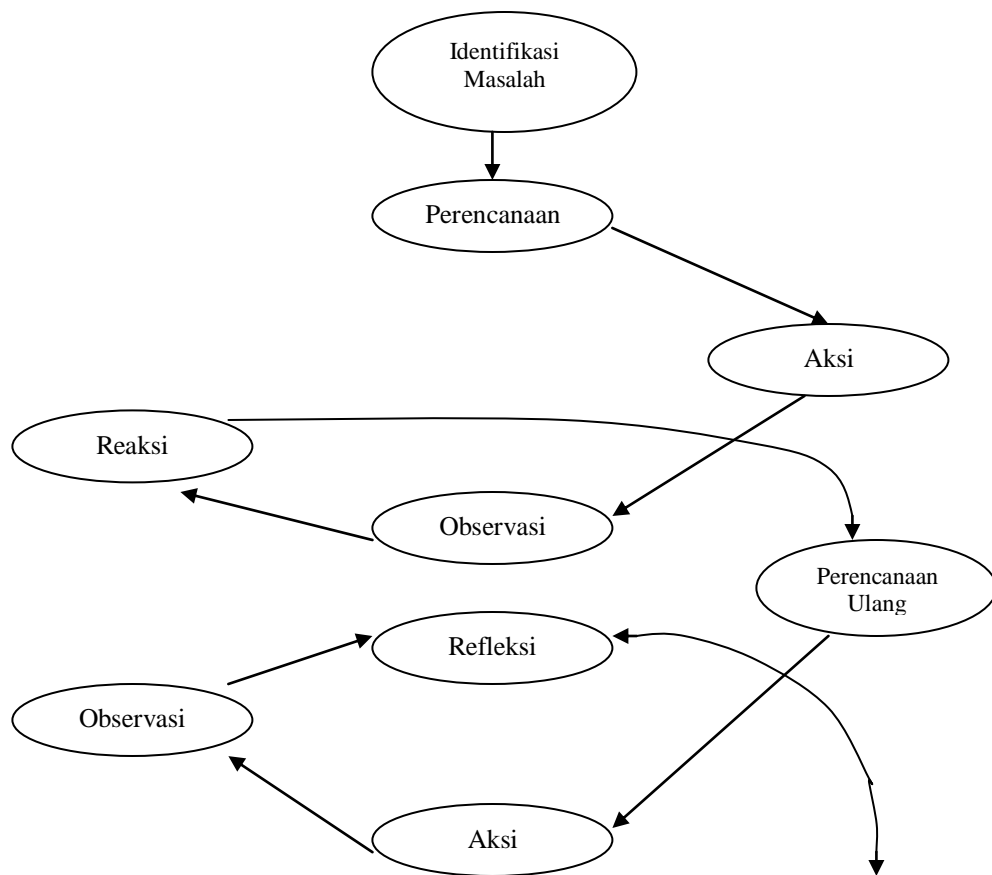 Identifikasi
Masalah
Perencanaan
Aksi
Reaksi
Observasi
Perencanaan
Ulang
Refleksi
Observasi
Aksi